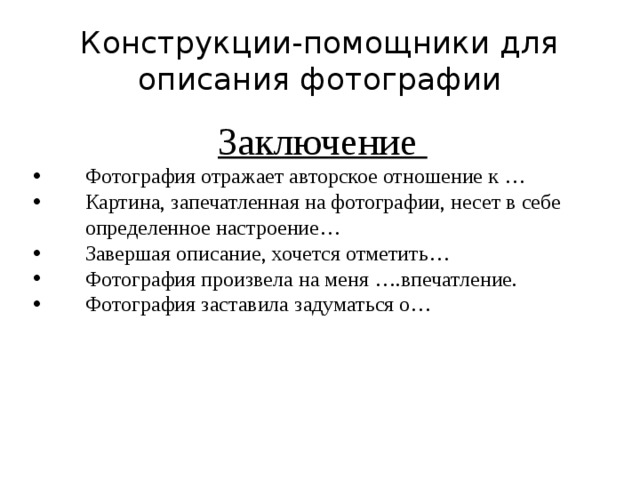 Конструкции-помощники для
описания фотографии
Заключение
• Фотография отражает авторское отношение к …
• Картина, запечатленная на фотографии, несет в себе
определенное настроение…
• Завершая описание, хочется отметить…
• Фотография произвела на меня ….впечатление.
• Фотография заставила задуматься о…